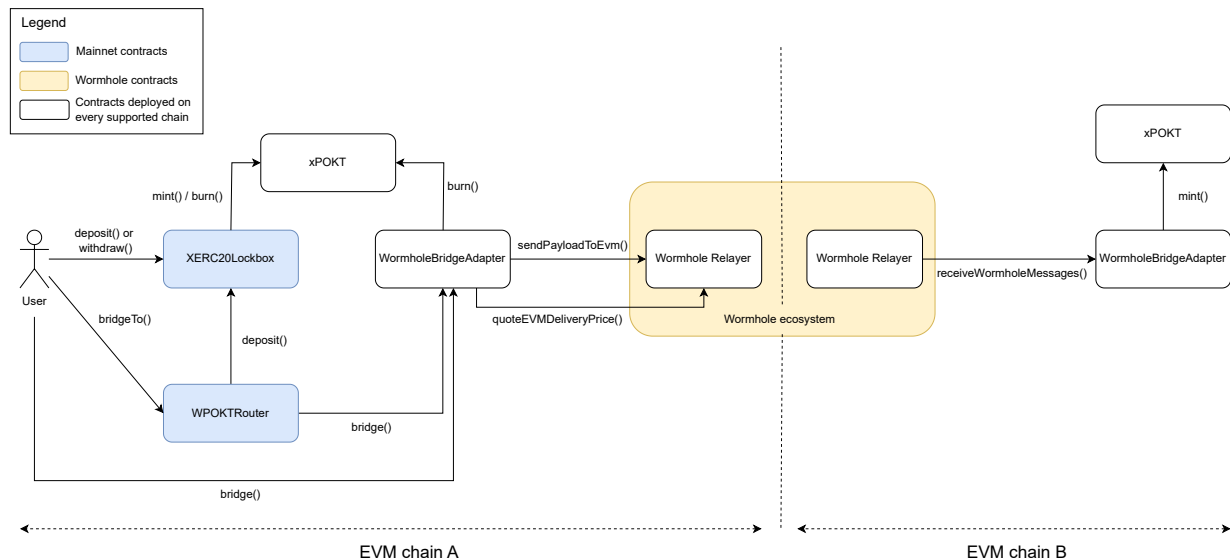 Legend
Mainnet contracts
Wormhole contracts
Contracts deployed on
every supported chain
xPOKT
xPOKT
mint() / burn()
burn()
mint()
deposit() or
withdraw()
XERC20Lockbox
WormholeBridgeAdapter
sendPayloadToEvm()
Wormhole Relayer
Wormhole Relayer
receiveWormholeMessages()
WormholeBridgeAdapter
User
bridgeTo()
quoteEVMDeliveryPrice()
Wormhole ecosystem
deposit()
WPOKTRouter
bridge()
bridge()
EVM chain A
EVM chain B